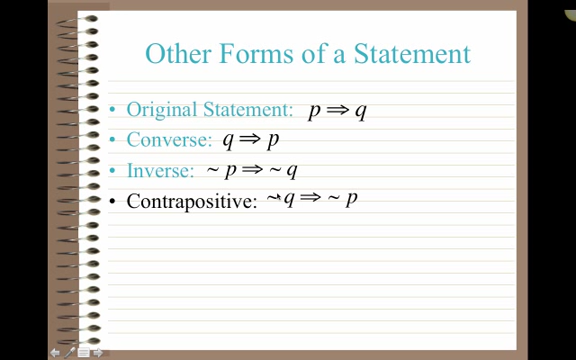 Other Forms of a Statement
• Original Statement: p ⇒ q
• Converse: q ⇒ p
• Inverse: ~ p ⇒ ~ q
• Contrapositive: ~ q ⇒ ~ p